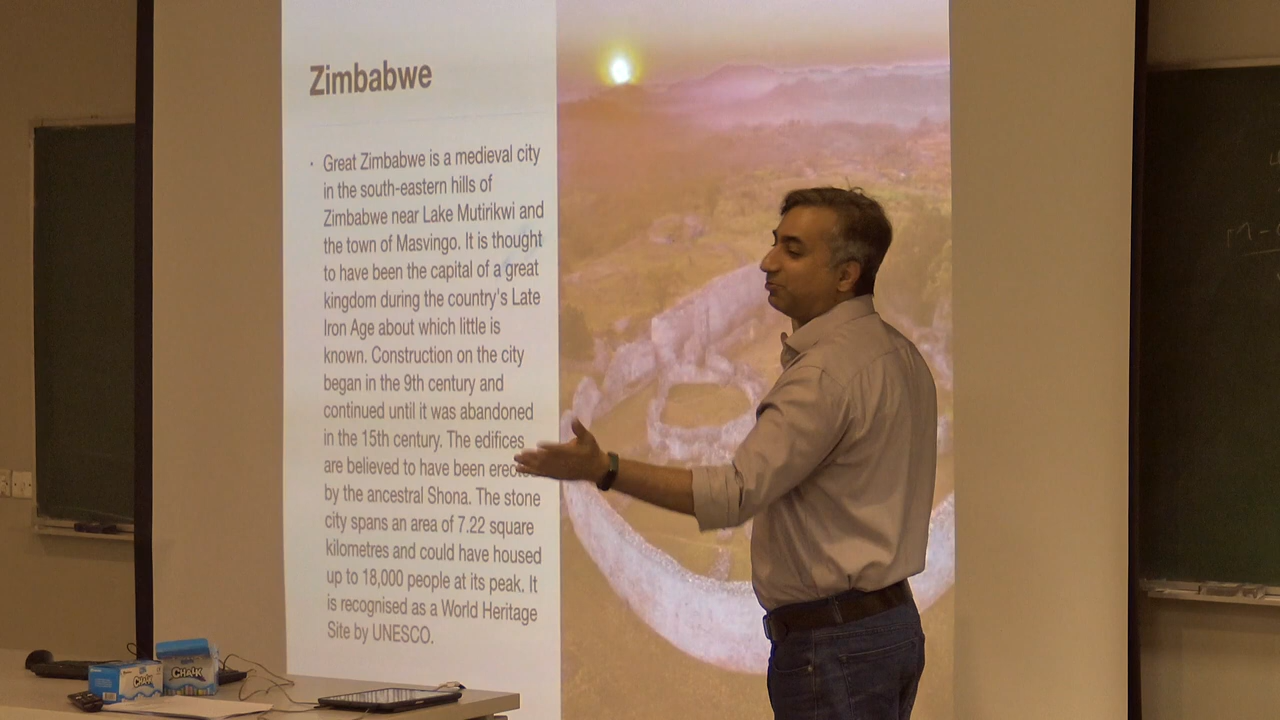 Zimbabwe
· Great Zimbabwe is a medieval city
in the south-eastern hills of
Zimbabwe near Lake Mutirikwi and
the town of Masvingo. It is thought
to have been the capital of a great
kingdom during the country's Late
Iron Age about which little is
known. Construction on the city
began in the 9th century and
continued until it was abandoned
in the 15th century. The edifices
are believed to have been
by the ancestral Shona. The stone
city spans an area of 7.22 square
kilometres and could have housed
up to 18,000 people at its peak. It
is recognised as a World Heritage
Site by UNESCO.
CHALK
CHALK